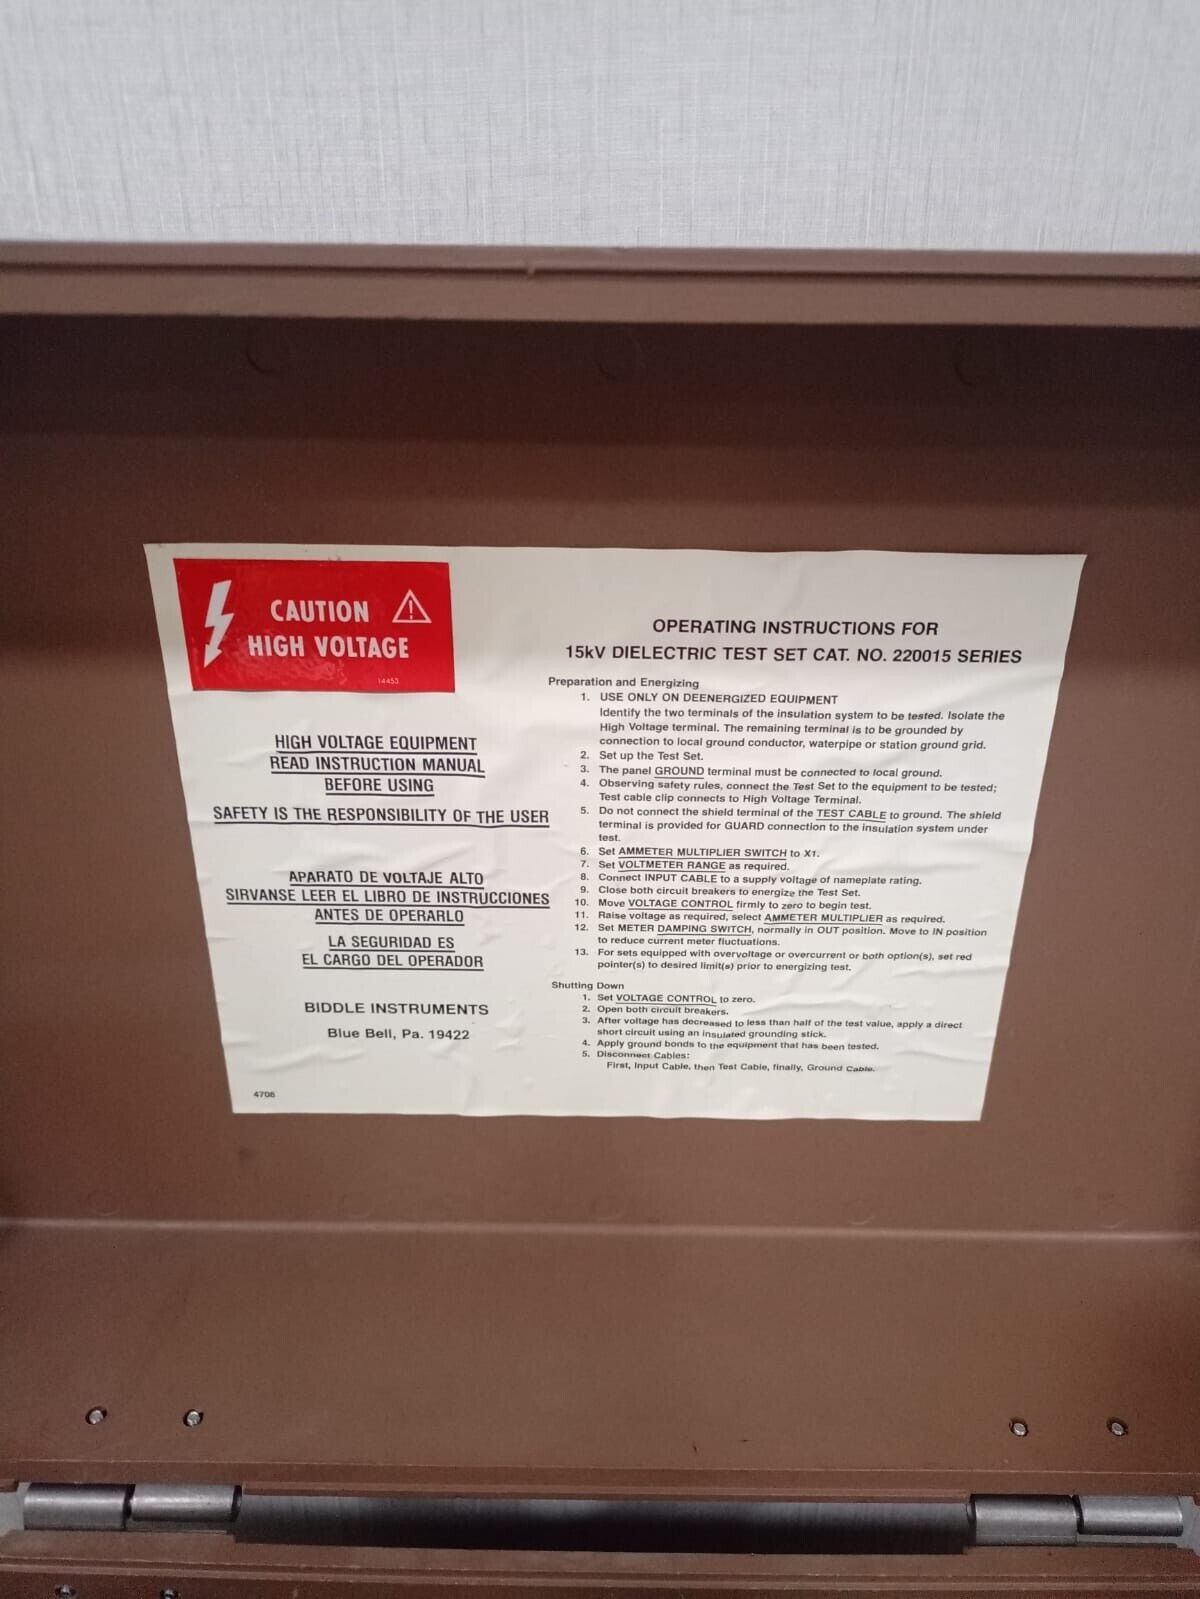 CAUTION
HIGH VOLTAGE
14453
HIGH VOLTAGE EQUIPMENT
READ INSTRUCTION MANUAL
BEFORE USING
SAFETY IS THE RESPONSIBILITY OF THE USER
APARATO DE VOLTAJE ALTO
SIRVANSE LEER EL LIBRO DE INSTRUCCIONES
ANTES DE OPERARLO
LA SEGURIDAD ES
EL CARGO DEL OPERADOR
BIDDLE INSTRUMENTS
Blue Bell, Pa. 19422
4706
OPERATING INSTRUCTIONS FOR
15kV DIELECTRIC TEST SET CAT. NO. 220015 SERIES
Preparation and Energizing
1. USE ONLY ON DEENERGIZED EQUIPMENT
Identify the two terminals of the insulation system to be tested. Isolate the
High Voltage terminal. The remaining terminal is to be grounded by
connection to local ground conductor, waterpipe or station ground grid.
2. Set up the Test Set.
3. The panel GROUND terminal must be connected to local ground.
4. Observing safety rules, connect the Test Set to the equipment to be tested;
Test cable clip connects to High Voltage Terminal.
5. Do not connect the shield terminal of the TEST CABLE to ground. The shield
terminal is provided for GUARD connection to the insulation system under
test.
6. Set AMMETER MULTIPLIER SWITCH to X1.
7. Set VOLTMETER RANGE as required.
8. Connect INPUT CABLE to a supply voltage of nameplate rating.
9. Close both circuit breakers to energize the Test Set.
10. Move VOLTAGE CONTROL firmly to zero to begin test.
11. Raise voltage as required, select AMMETER MULTIPLIER as required.
12. Set METER DAMPING SWITCH, normally in OUT position. Move to IN position
to reduce current meter fluctuations.
13. For sets equipped with overvoltage or overcurrent or both option(s), set red
pointer(s) to desired limit(s) prior to energizing test.
Shutting Down
1. Set VOLTAGE CONTROL to zero.
2. Open both circuit breakers.
3. After voltage has decreased to less than half of the test value, apply a direct
short circuit using an insulated grounding stick.
4. Apply ground bonds to the equipment that has been tested.
5. Disconnect Cables:
First, Input Cable, then Test Cable, finally, Ground Cable.